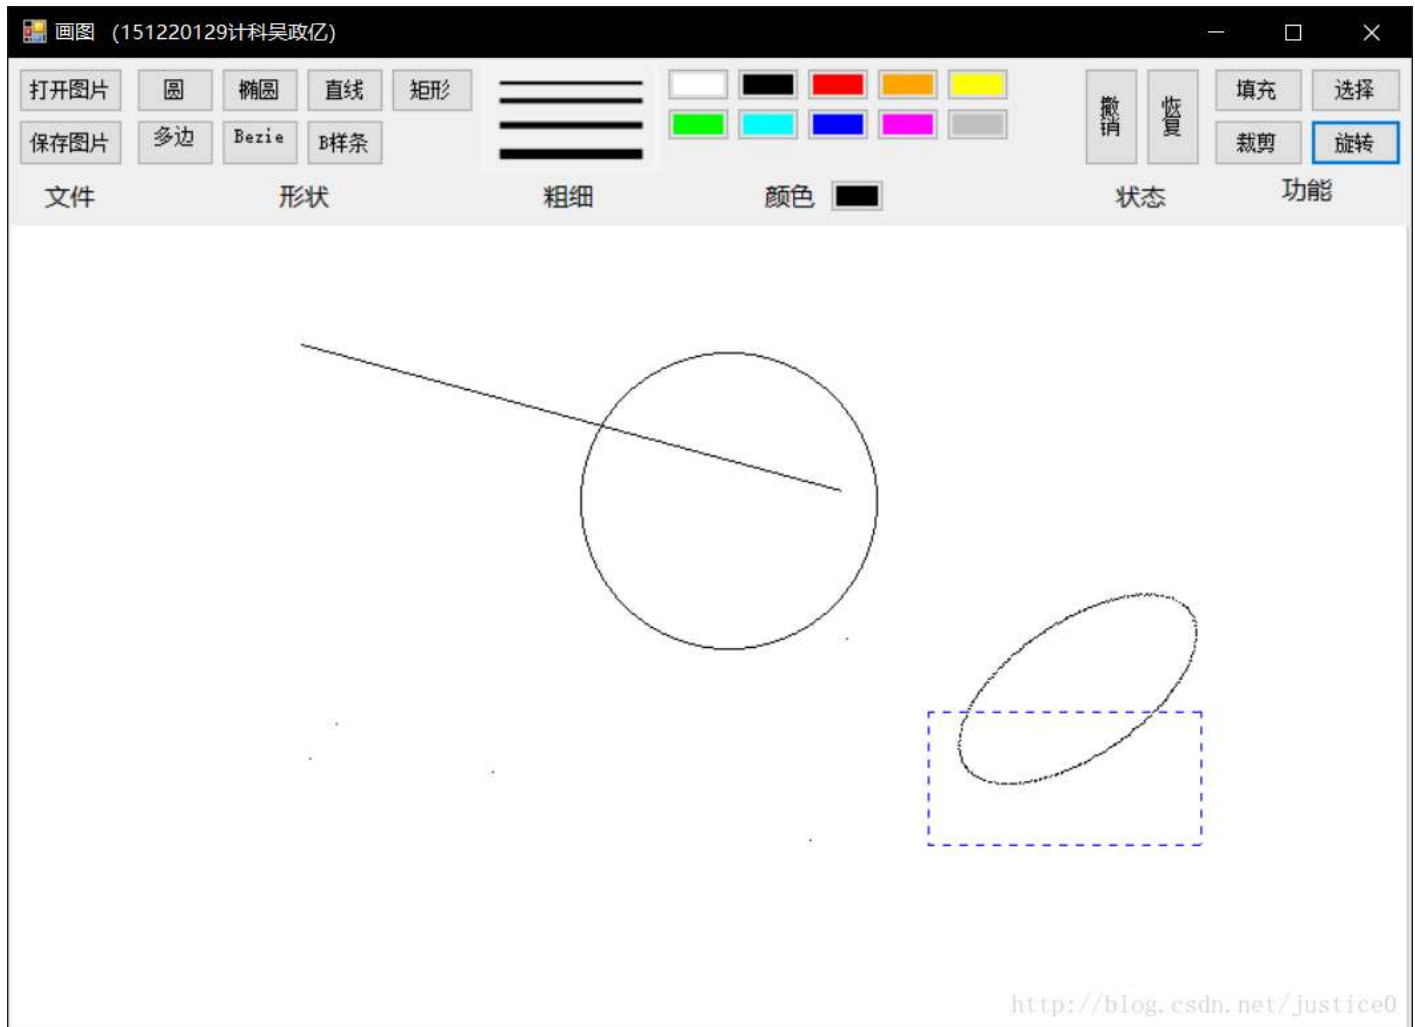 画图 (151220129计科吴政亿)
打开图片 圆 椭圆 直线 矩形 撤销 恢复 填充 选择
保存图片 多边 Bezie B样条 裁剪 旋转
文件 形状 粗细 颜色 状态 功能
http://blog.csdn.net/justice0